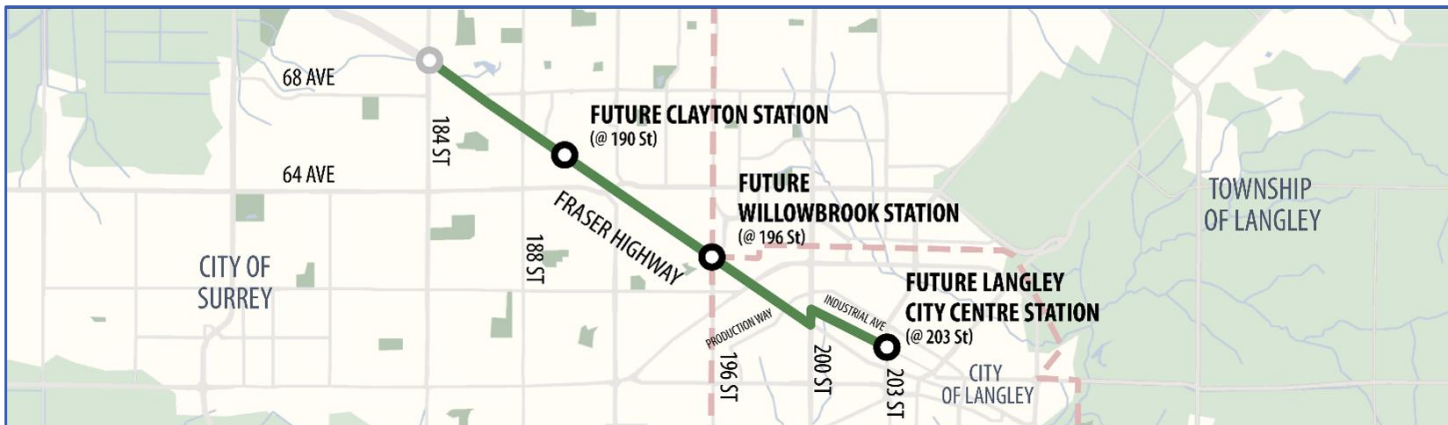 68 AVE
184 ST
FUTURE CLAYTON STATION
(@ 190 St)
64 AVE
FRASER HIGHWAY
188 ST
FUTURE
WILLOWBROOK STATION
(@ 196 St)
TOWNSHIP
OF LANGLEY
CITY OF
SURREY
FUTURE LANGLEY
CITY CENTRE STATION
(@ 203 St)
INDUSTRIAL AVE
PRODUCTION WAY
196 ST
200 ST
203 ST
CITY
OF LANGLEY